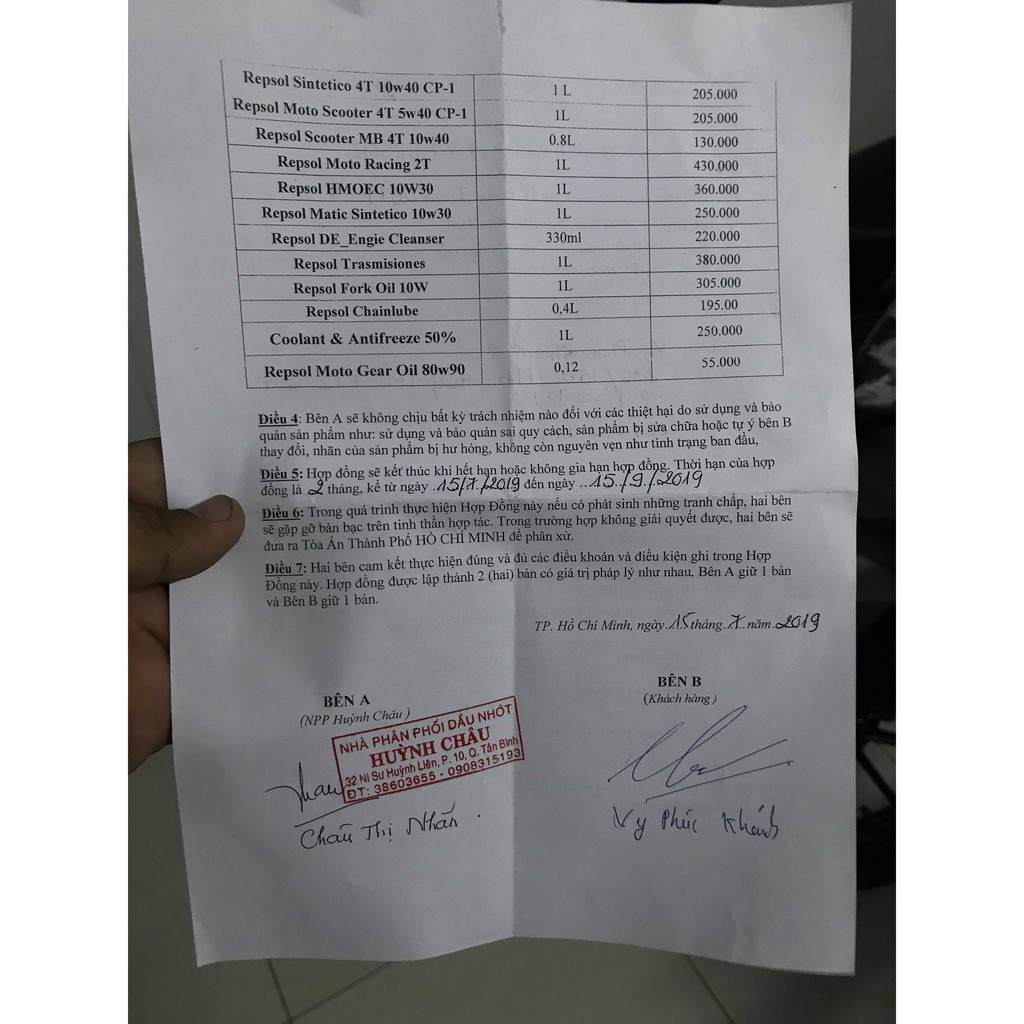 Repsol Sintetico 4T 10w40 CP-1 1 L 205.000
Repsol Moto Scooter 4T 5w40 CP-1 1L 205.000
Repsol Scooter MB 4T 10w40 0.8L 130.000
Repsol Moto Racing 2T 1L 430.000
Repsol HMOEC 10W30 1L 360.000
Repsol Matic Sintetico 10w30 1L 250.000
Repsol DE_Engie Cleanser 330ml 220.000
Repsol Trasmisiones 1L 380.000
Repsol Fork Oil 10W 1L 305.000
Repsol Chainlube 0,4L 195.00
Coolant & Antifreeze 50% 1L 250.000
Repsol Moto Gear Oil 80w90 0,12 55.000
Điều 4: Bên A sẽ không chịu bất kỳ trách nhiệm nào đối với các thiệt hại do sử dụng và bảo
quản sản phẩm như: sử dụng và bảo quản sai quy cách, sản phẩm bị sửa chữa hoặc tự ý bên B
thay đổi, nhãn của sản phẩm bị hư hỏng, không còn nguyên vẹn như tình trạng ban đầu,
Điều 5: Hợp đồng sẽ kết thúc khi hết hạn hoặc không gia hạn hợp đồng. Thời hạn của hợp
đồng là 2 tháng, kể từ ngày .15/7./2019 đến ngày ..15./9./2019
Điều 6: Trong quá trình thực hiện Hợp Đồng này nếu có phát sinh những tranh chấp, hai bên
sẽ gặp gỡ bàn bạc trên tinh thần hợp tác. Trong trường hợp không giải quyết được, hai bên sẽ
đưa ra Tòa Án Thành Phố HỒ CHÍ MINH để phân xử.
Điều 7: Hai bên cam kết thực hiện đúng và đủ các điều khoản và điều kiện ghi trong Hợp
Đồng này. Hợp đồng được lập thành 2 (hai) bản có giá trị pháp lý như nhau, Bên A giữ 1 bản
và Bên B giữ 1 bản.
TP. Hồ Chí Minh, ngày.15tháng.7..năm.2019
BÊN A
(NPP Huỳnh Châu )
BÊN B
(Khách hàng )
NHÀ PHÂN PHỐI DẦU NHỚT
HUỲNH CHÂU
32 Ni Sư Huỳnh Liên, P. 10, Q. Tân Bình
ĐT: 38603655 - 0908315193
Châu Thị Nhãn .
Vỹ Phúc Khánh